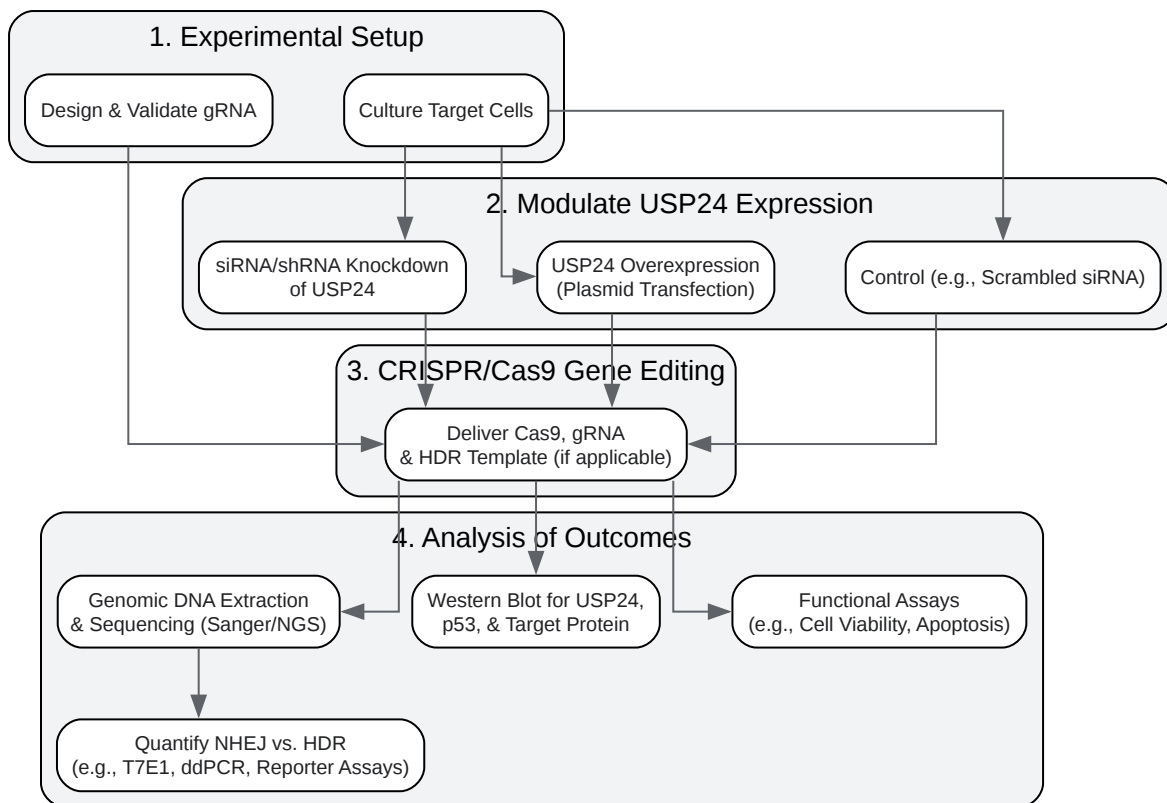 1. Experimental Setup
Design & Validate gRNA
Culture Target Cells
2. Modulate USP24 Expression
siRNA/shRNA Knockdown
of USP24
USP24 Overexpression
(Plasmid Transfection)
Control (e.g., Scrambled siRNA)
3. CRISPR/Cas9 Gene Editing
Deliver Cas9, gRNA
& HDR Template (if applicable)
4. Analysis of Outcomes
Genomic DNA Extraction
& Sequencing (Sanger/NGS)
Western Blot for USP24,
p53, & Target Protein
Functional Assays
(e.g., Cell Viability, Apoptosis)
Quantify NHEJ vs. HDR
(e.g., T7E1, ddPCR, Reporter Assays)